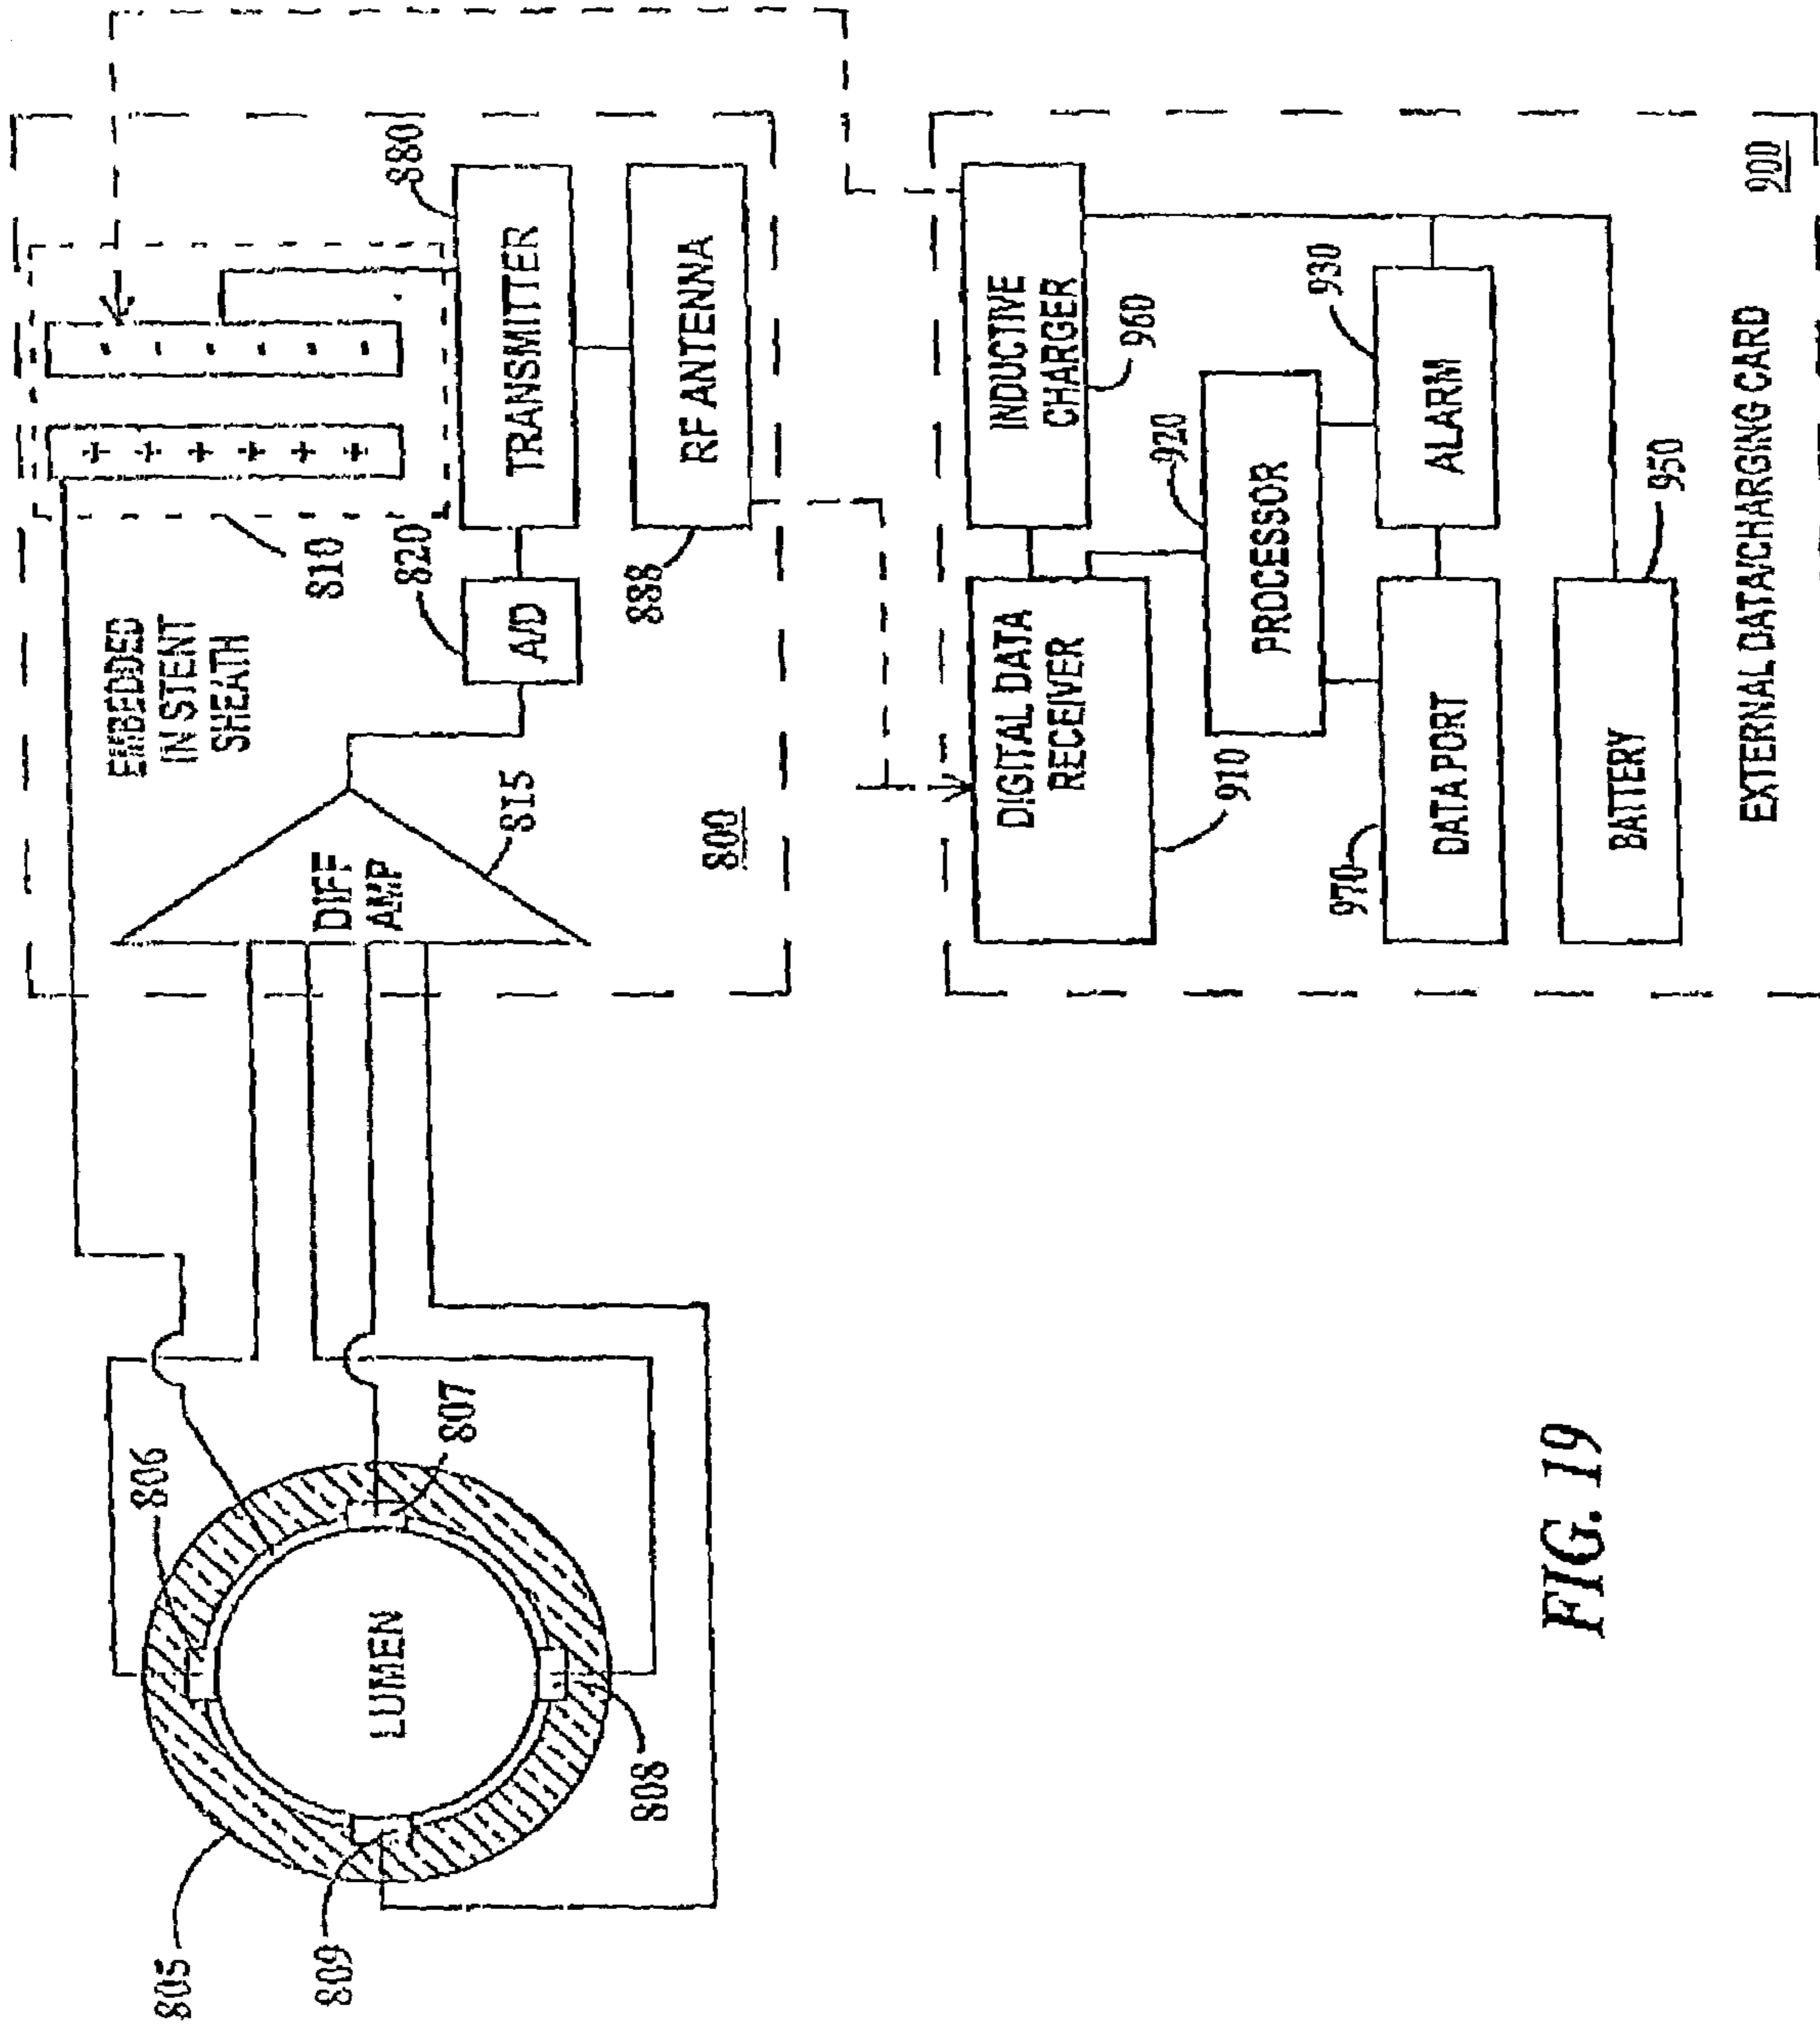 805
806
809
LUMEN
807
808
EMBEDDED
IN STENT
SHEATH
810
+ + + + + +
- - - - - -
DIFF
AMP
815
820
A/D
880
TRANSMITTER
888
RF ANTENNA
800
DIGITAL DATA
RECEIVER
910
INDUCTIVE
CHARGER
960
920
PROCESSOR
930
ALARM
970
DATA PORT
BATTERY
950
EXTERNAL DATA/CHARGING CARD
900
FIG. 19